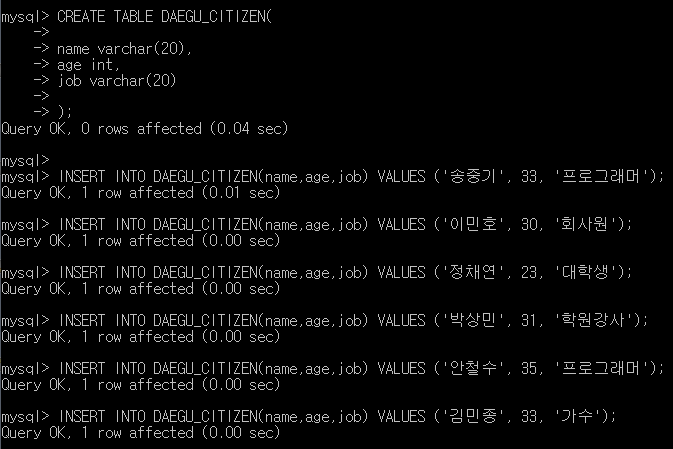 mysql> CREATE TABLE DAEGU_CITIZEN(
    ->
    -> name varchar(20),
    -> age int,
    -> job varchar(20)
    ->
    -> );
Query OK, 0 rows affected (0.04 sec)
mysql>
mysql> INSERT INTO DAEGU_CITIZEN(name,age,job) VALUES ('송중기', 33, '프로그래머');
Query OK, 1 row affected (0.01 sec)
mysql> INSERT INTO DAEGU_CITIZEN(name,age,job) VALUES ('이민호', 30, '회사원');
Query OK, 1 row affected (0.00 sec)
mysql> INSERT INTO DAEGU_CITIZEN(name,age,job) VALUES ('정채연', 23, '대학생');
Query OK, 1 row affected (0.00 sec)
mysql> INSERT INTO DAEGU_CITIZEN(name,age,job) VALUES ('박상민', 31, '학원강사');
Query OK, 1 row affected (0.00 sec)
mysql> INSERT INTO DAEGU_CITIZEN(name,age,job) VALUES ('안철수', 35, '프로그래머');
Query OK, 1 row affected (0.00 sec)
mysql> INSERT INTO DAEGU_CITIZEN(name,age,job) VALUES ('김민종', 33, '가수');
Query OK, 1 row affected (0.00 sec)